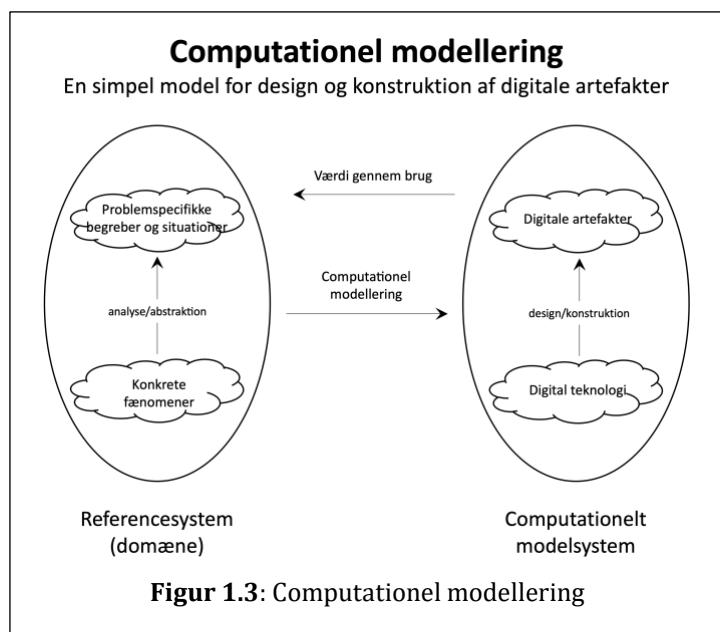 Computationel modellering
En simpel model for design og konstruktion af digitale artefakter
Værdi gennem brug
Problemspecifikke
begreber og situationer
Digitale artefakter
Computationel
modellering
analyse/abstraktion
design/konstruktion
Konkrete
fænomener
Digital teknologi
Referencesystem
(domæne)
Computationelt
modelsystem
Figur 1.3: Computationel modellering